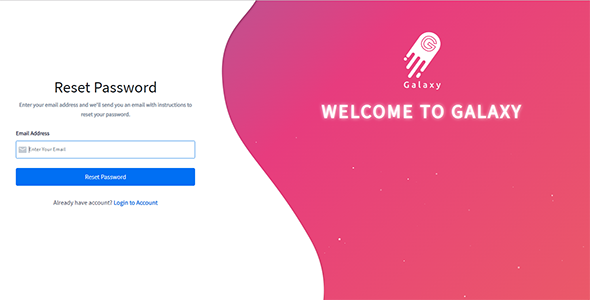 Reset Password
Enter your email address and we'll send you an email with instructions to
reset your password.
Email Address
Enter Your Email
Reset Password
Already have account? Login to Account
G
Galaxy
WELCOME TO GALAXY